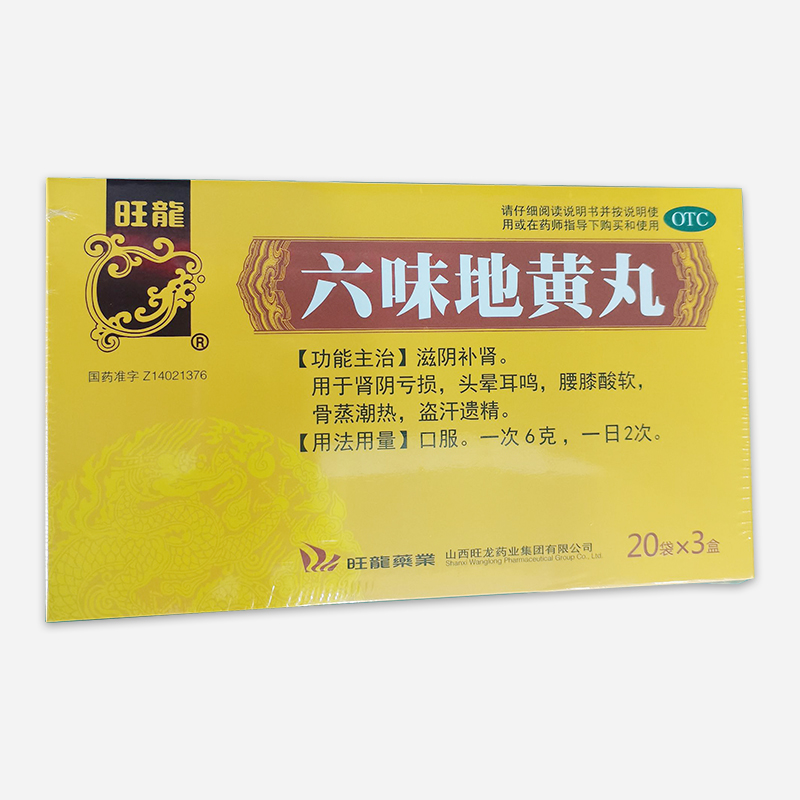 旺龍
®
国药准字 Z14021376
请仔细阅读说明书并按说明使
用或在药师指导下购买和使用
OTC
六味地黄丸
【功能主治】滋阴补肾。
用于肾阴亏损，头晕耳鸣，腰膝酸软，
骨蒸潮热，盗汗遗精。
【用法用量】口服。一次6克，一日2次。
旺龍藥業
山西旺龙药业集团有限公司
Shanxi Wanglong Pharmaceutical Group Co., Ltd.
20袋×3盒